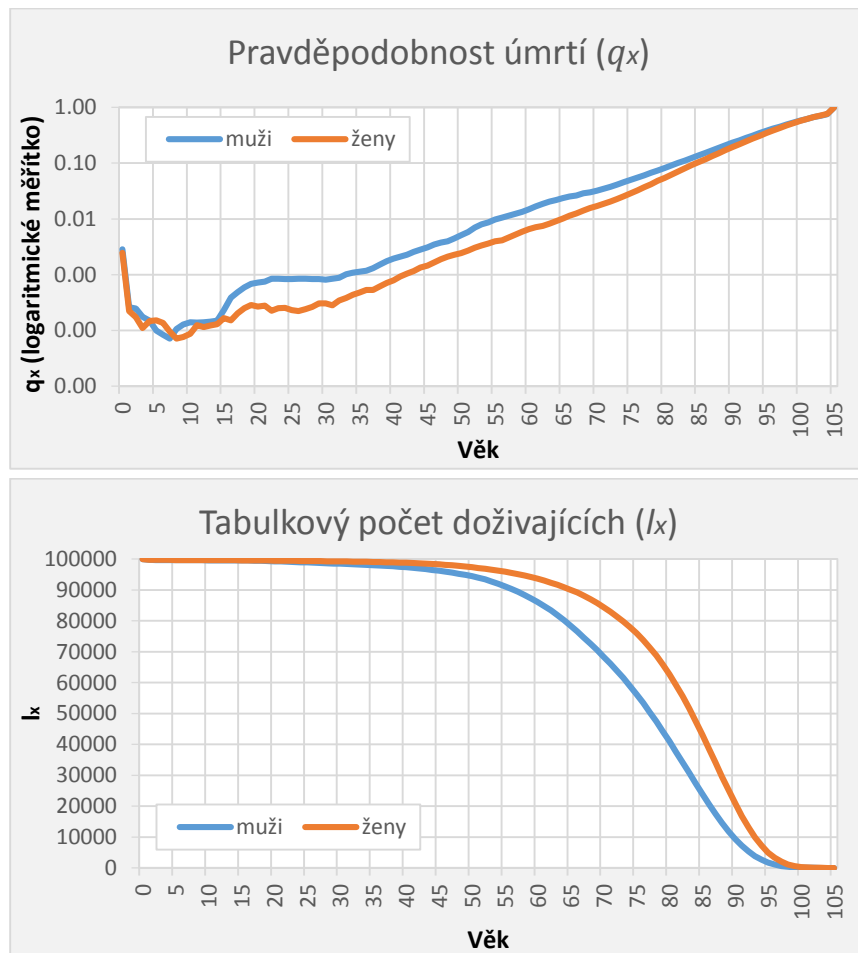 Pravděpodobnost úmrtí (qx)
1.00
0.10
0.01
0.00
0.00
0.00
qx (logaritmické měřítko)
muži
ženy
0 5 10 15 20 25 30 35 40 45 50 55 60 65 70 75 80 85 90 95 100 105
Věk
Tabulkový počet doživajících (lx)
100000
90000
80000
70000
60000
50000
40000
30000
20000
10000
0
lx
muži
ženy
0 5 10 15 20 25 30 35 40 45 50 55 60 65 70 75 80 85 90 95 100 105
Věk